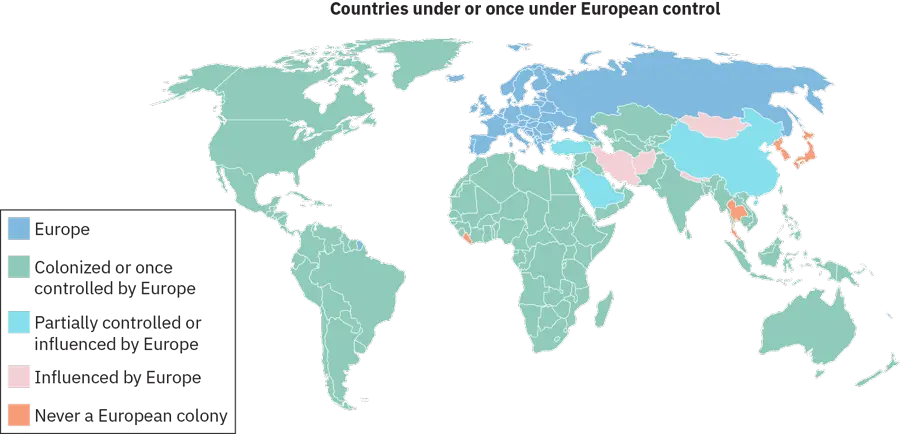 Countries under or once under European control
Europe
Colonized or once
controlled by Europe
Partially controlled or
influenced by Europe
Influenced by Europe
Never a European colony